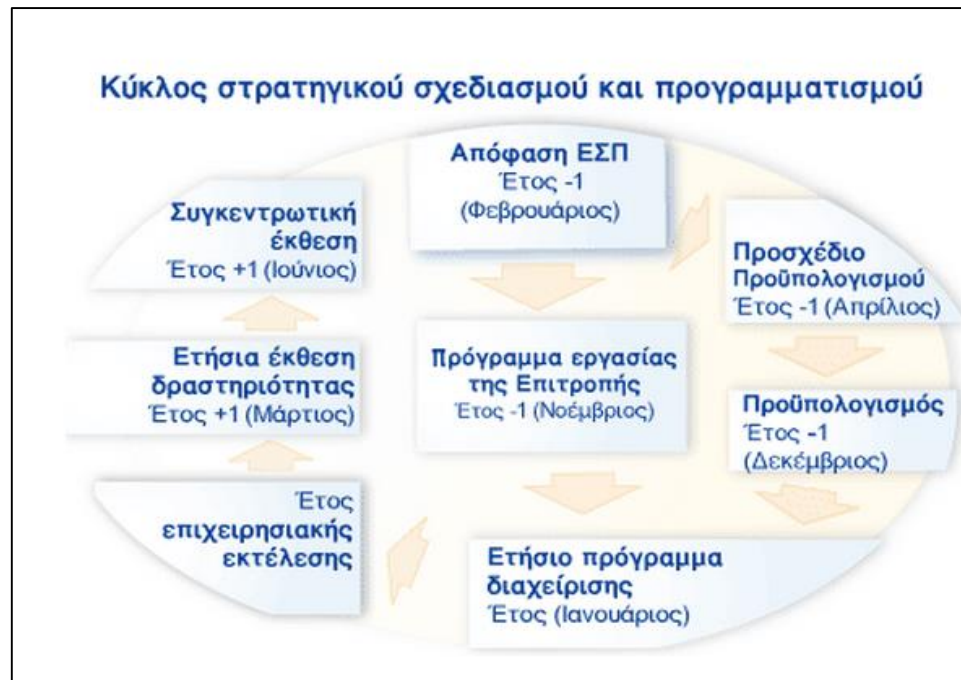 Κύκλος στρατηγικού σχεδιασμού και προγραμματισμού
Απόφαση ΕΣΠ
Έτος -1
(Φεβρουάριος)
Συγκεντρωτική
έκθεση
Έτος +1 (Ιούνιος)
Προσχέδιο
Προϋπολογισμού
Έτος -1 (Απρίλιος)
Ετήσια έκθεση
δραστηριότητας
Έτος +1 (Μάρτιος)
Πρόγραμμα εργασίας
της Επιτροπής
Έτος -1 (Νοέμβριος)
Προϋπολογισμός
Έτος -1
(Δεκέμβριος)
Έτος
επιχειρησιακής
εκτέλεσης
Ετήσιο πρόγραμμα
διαχείρισης
Έτος (Ιανουάριος)